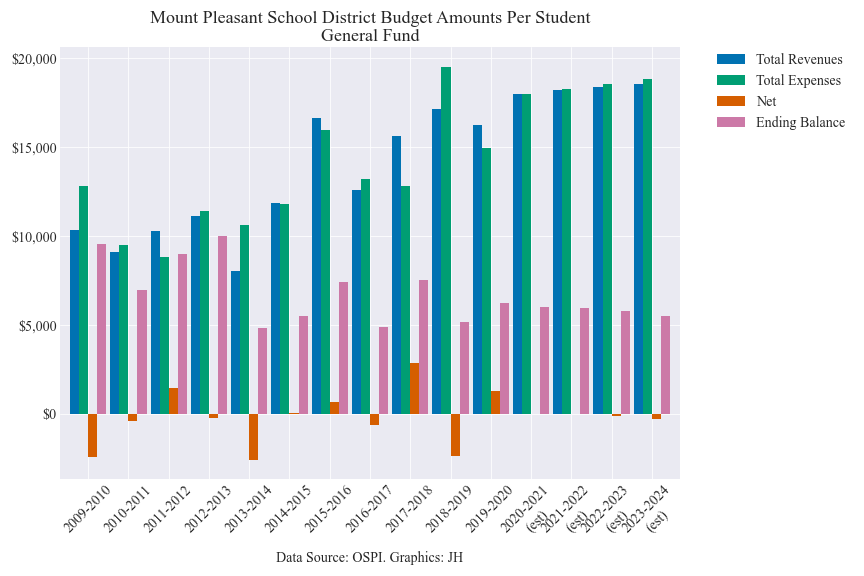 Mount Pleasant School District Budget Amounts Per Student
General Fund
$20,000
$15,000
$10,000
$5,000
$0
Total Revenues
Total Expenses
Net
Ending Balance
2009-2010
2010-2011
2011-2012
2012-2013
2013-2014
2014-2015
2015-2016
2016-2017
2017-2018
2018-2019
2019-2020
2020-2021
(est)
2021-2022
(est)
2022-2023
(est)
2023-2024
(est)
Data Source: OSPI. Graphics: JH